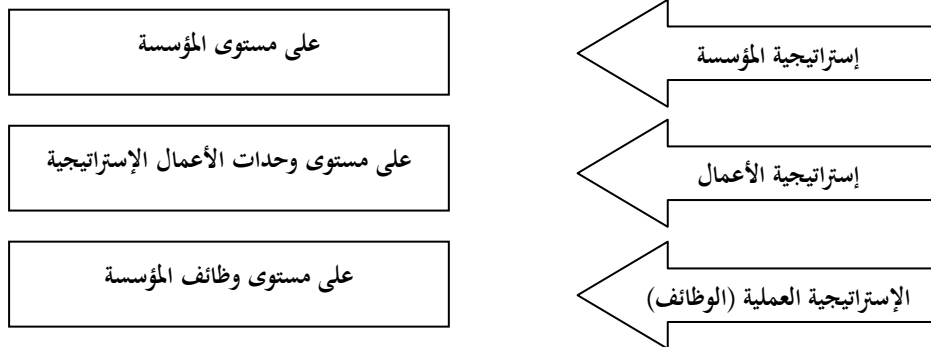 إستراتيجية المؤسسة
على مستوى المؤسسة
إستراتيجية الأعمال
على مستوى وحدات الأعمال الإستراتيجية
الإستراتيجية العملية (الوظائف)
على مستوى وظائف المؤسسة